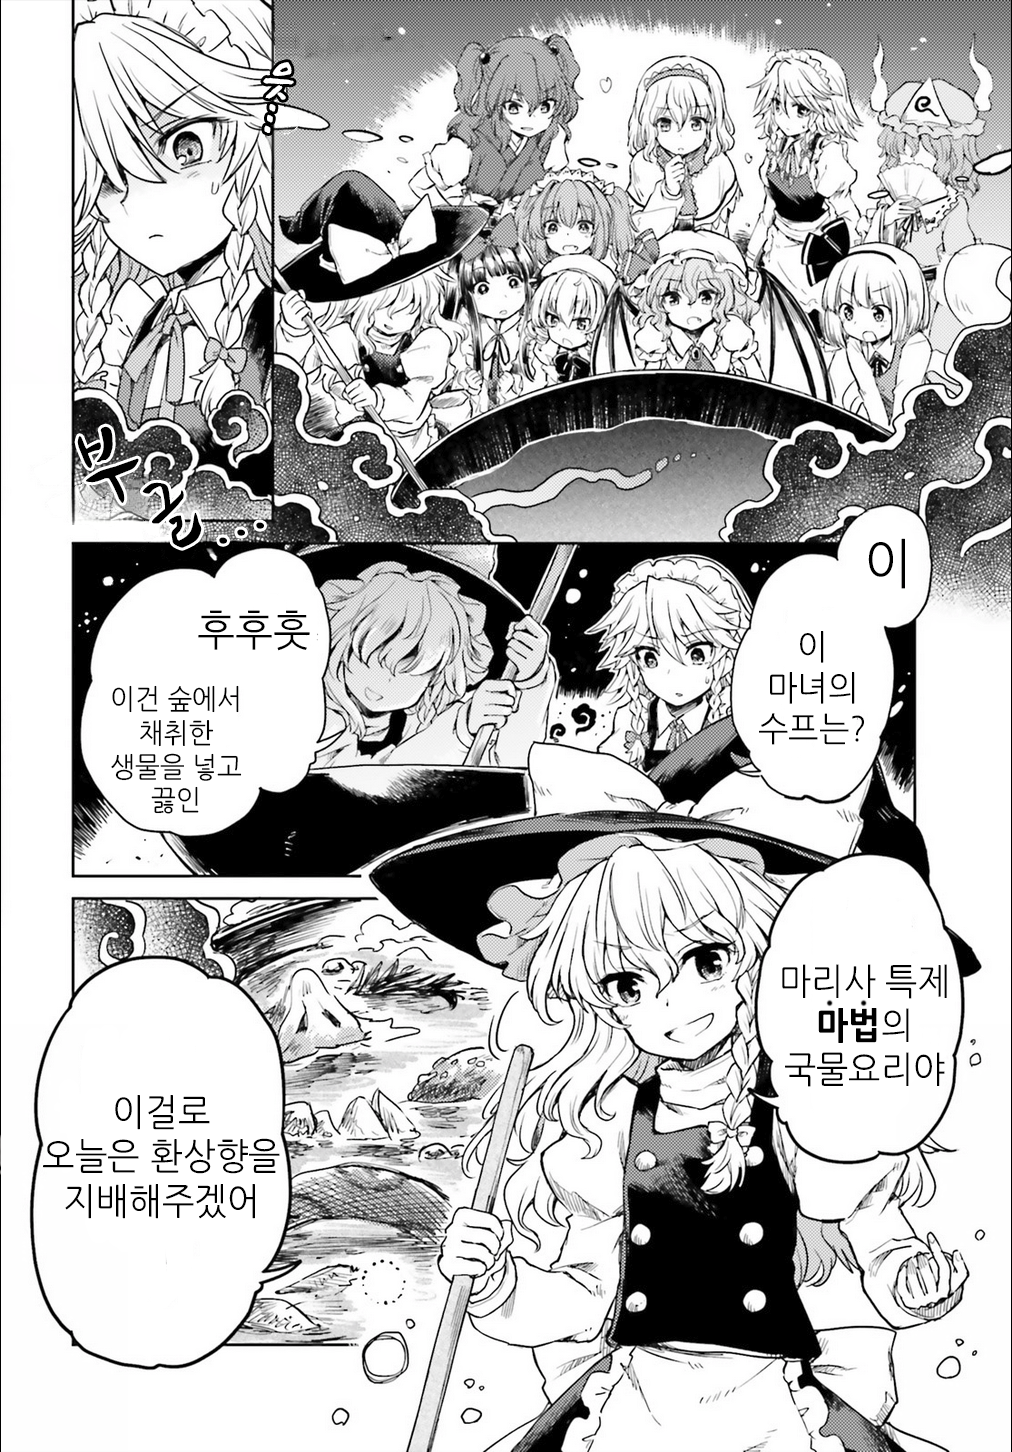 읏…
부글…
이
이
마녀의
수프는?
후후훗
이건 숲에서
채취한
생물을 넣고
끓인
마리사 특제
마법의
국물요리야
이걸로
오늘은 환상향을
지배해주겠어